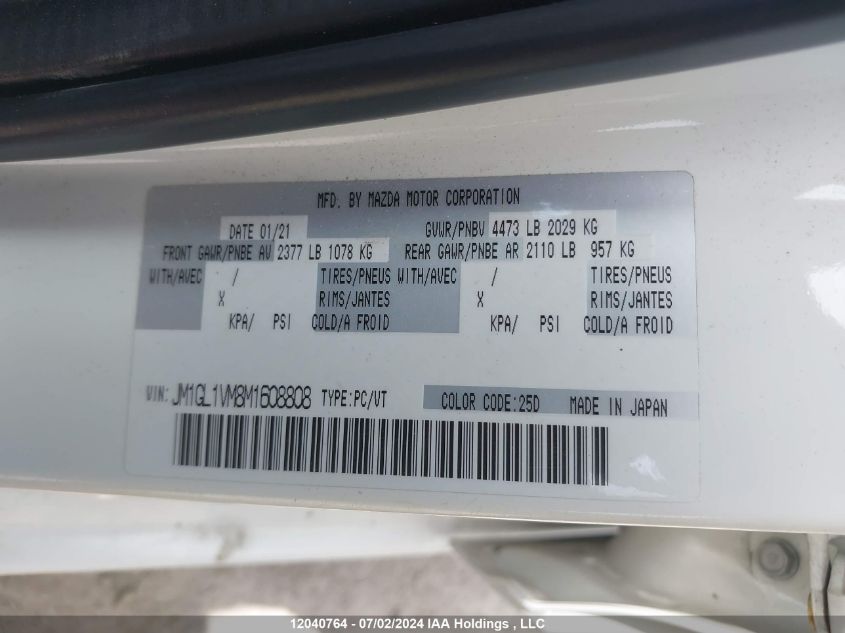 MFD. BY MAZDA MOTOR CORPORATION
DATE 01/21 GVWR/PNBV 4473 LB 2029 KG
FRONT GAWR/PNBE AV 2377 LB 1078 KG REAR GAWR/PNBE AR 2110 LB 957 KG
WITH/AVEC / TIRES/PNEUS WITH/AVEC / TIRES/PNEUS
X RIMS/JANTES X RIMS/JANTES
KPA/ PSI COLD/A FROID KPA/ PSI COLD/A FROID
VIN: JM1GL1VM8M1608808 TYPE:PC/VT COLOR CODE:25D MADE IN JAPAN
12040764 - 07/02/2024 IAA Holdings , LLC